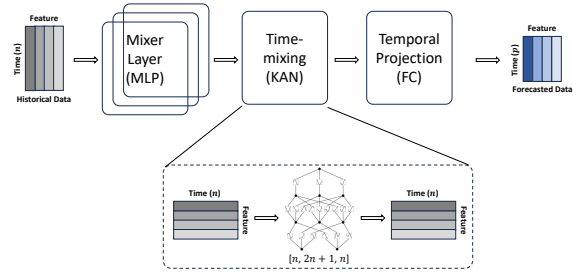 Feature
Time (n)
Historical Data
Mixer
Layer
(MLP)
Time-
mixing
(KAN)
Temporal
Projection
(FC)
Feature
Time (p)
Forecasted Data
Time (n)
Feature
[n, 2n + 1, n]
Time (n)
Feature